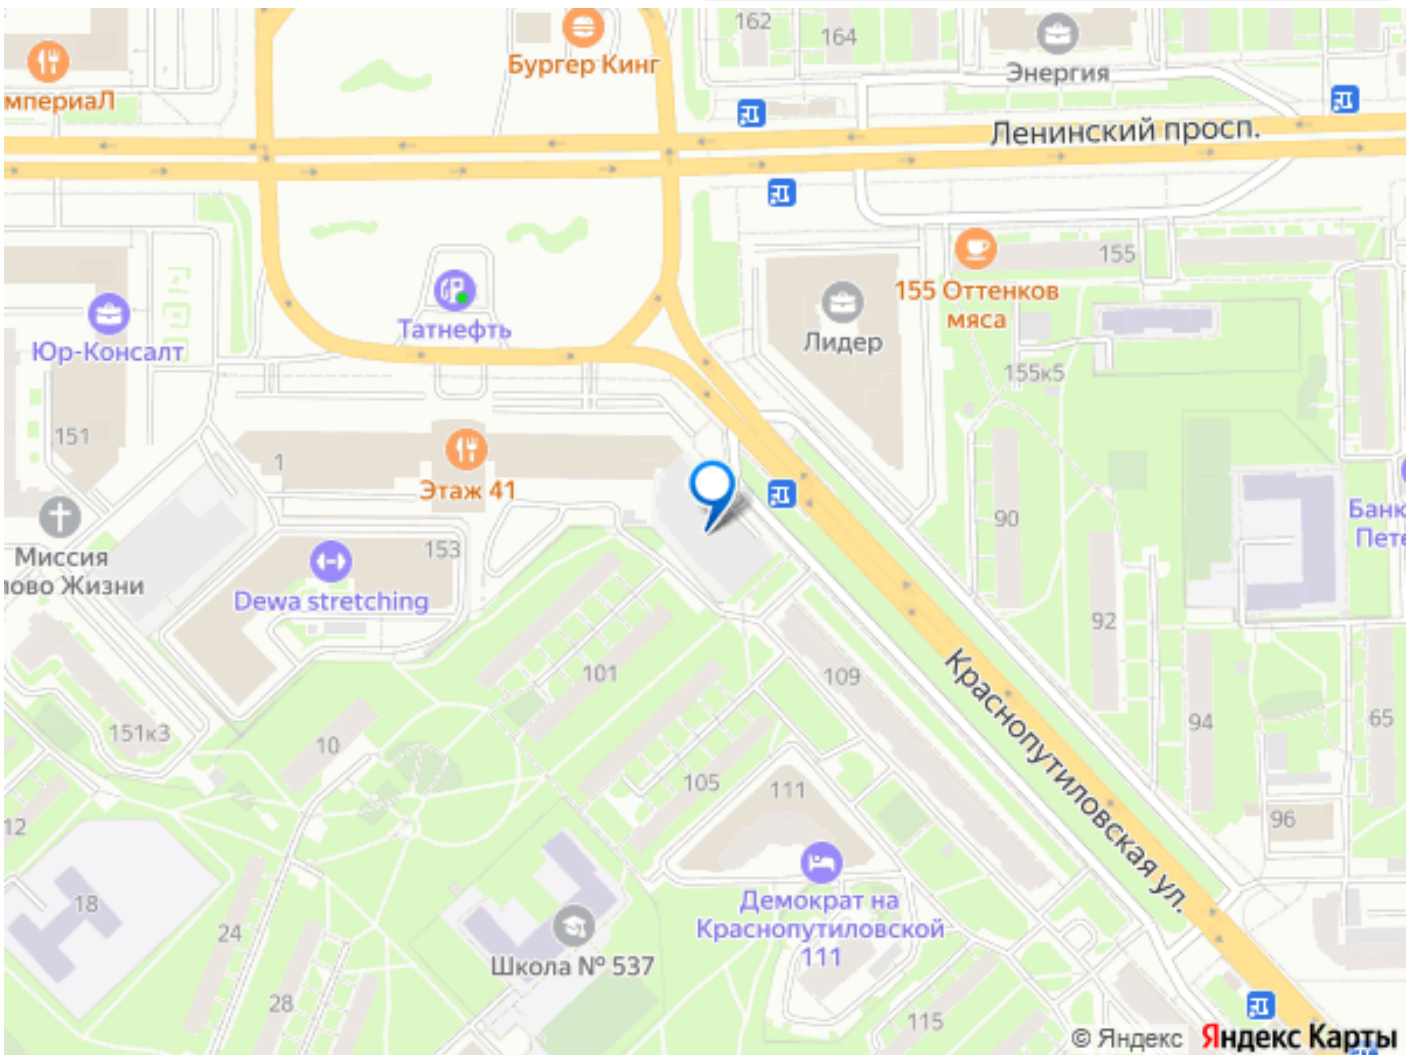 162
164
Бургер Кинг
Энергия
мпериаЛ
Ленинский просп.
155
155 Оттенков
мяса
Татнефть
Лидер
Юр-Консалт
155к5
151
1
Этаж 41
90
Банк
Пете
Миссия
лово Жизни
153
Dewa stretching
92
101
109
Краснопутиловская ул.
151к3
10
94
65
105
111
96
12
18
24
Демократ на
Краснопутиловской
111
Школа № 537
28
115
© Яндекс Яндекс Карты